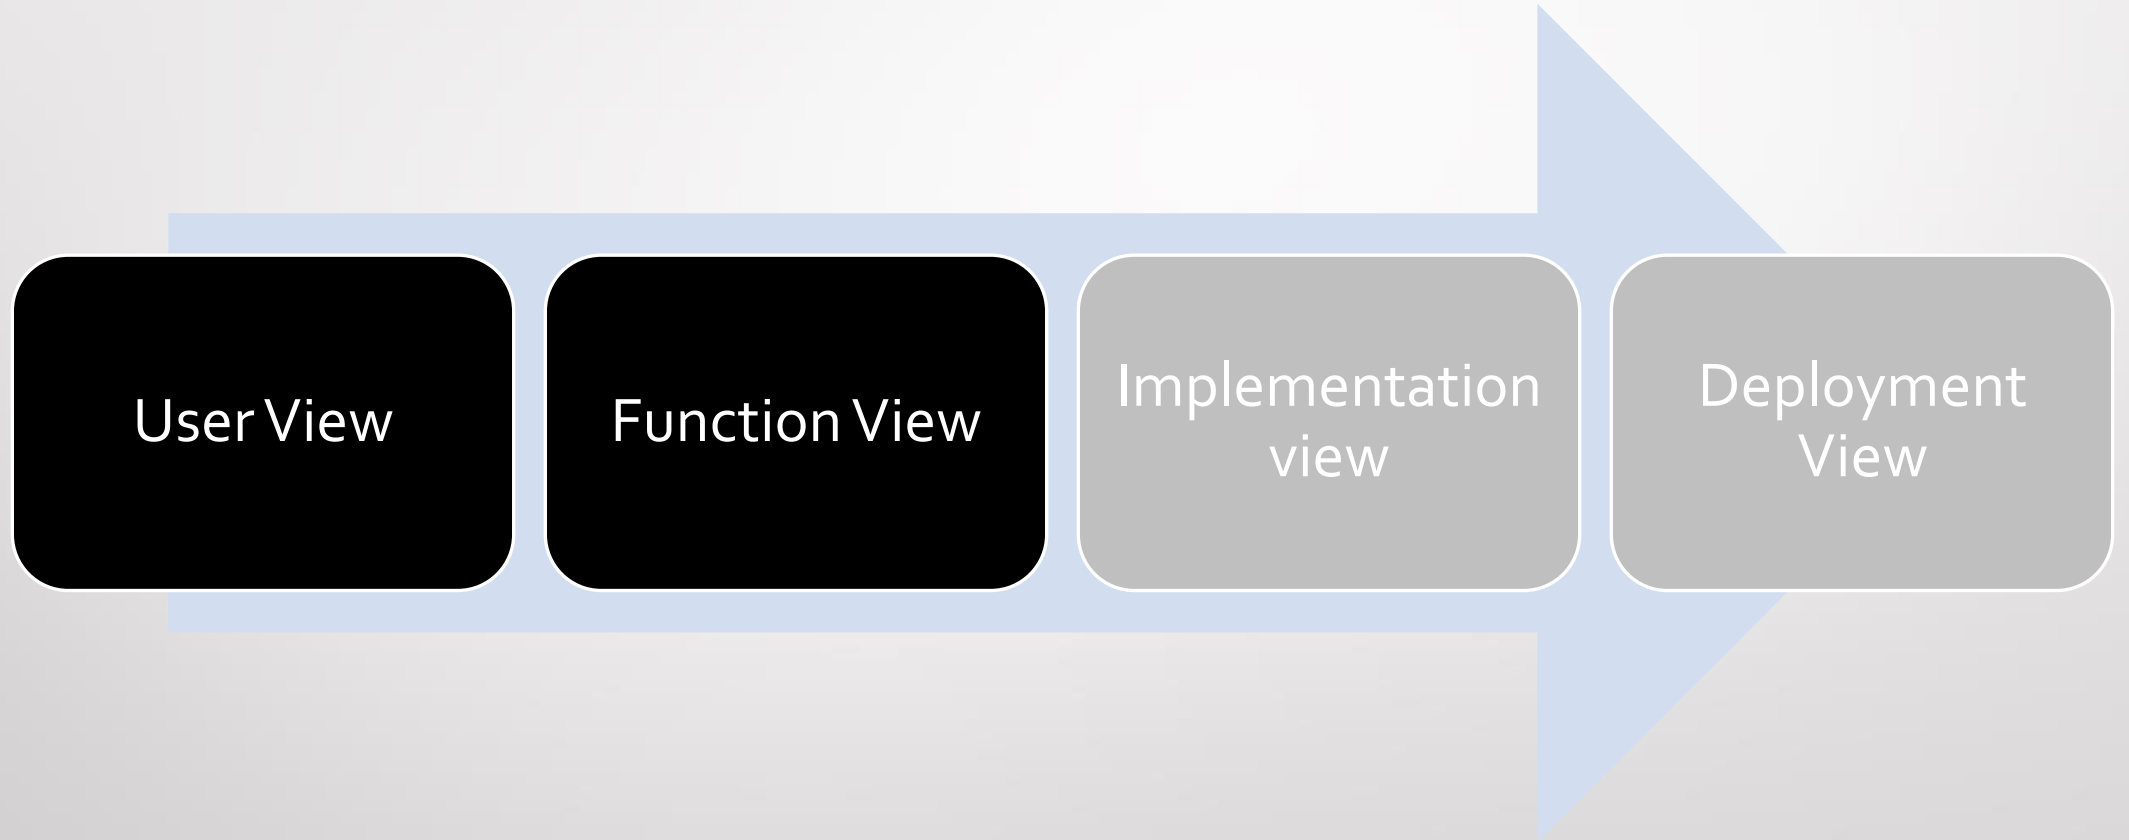 User View
Function View
Implementation
view
Deployment
View